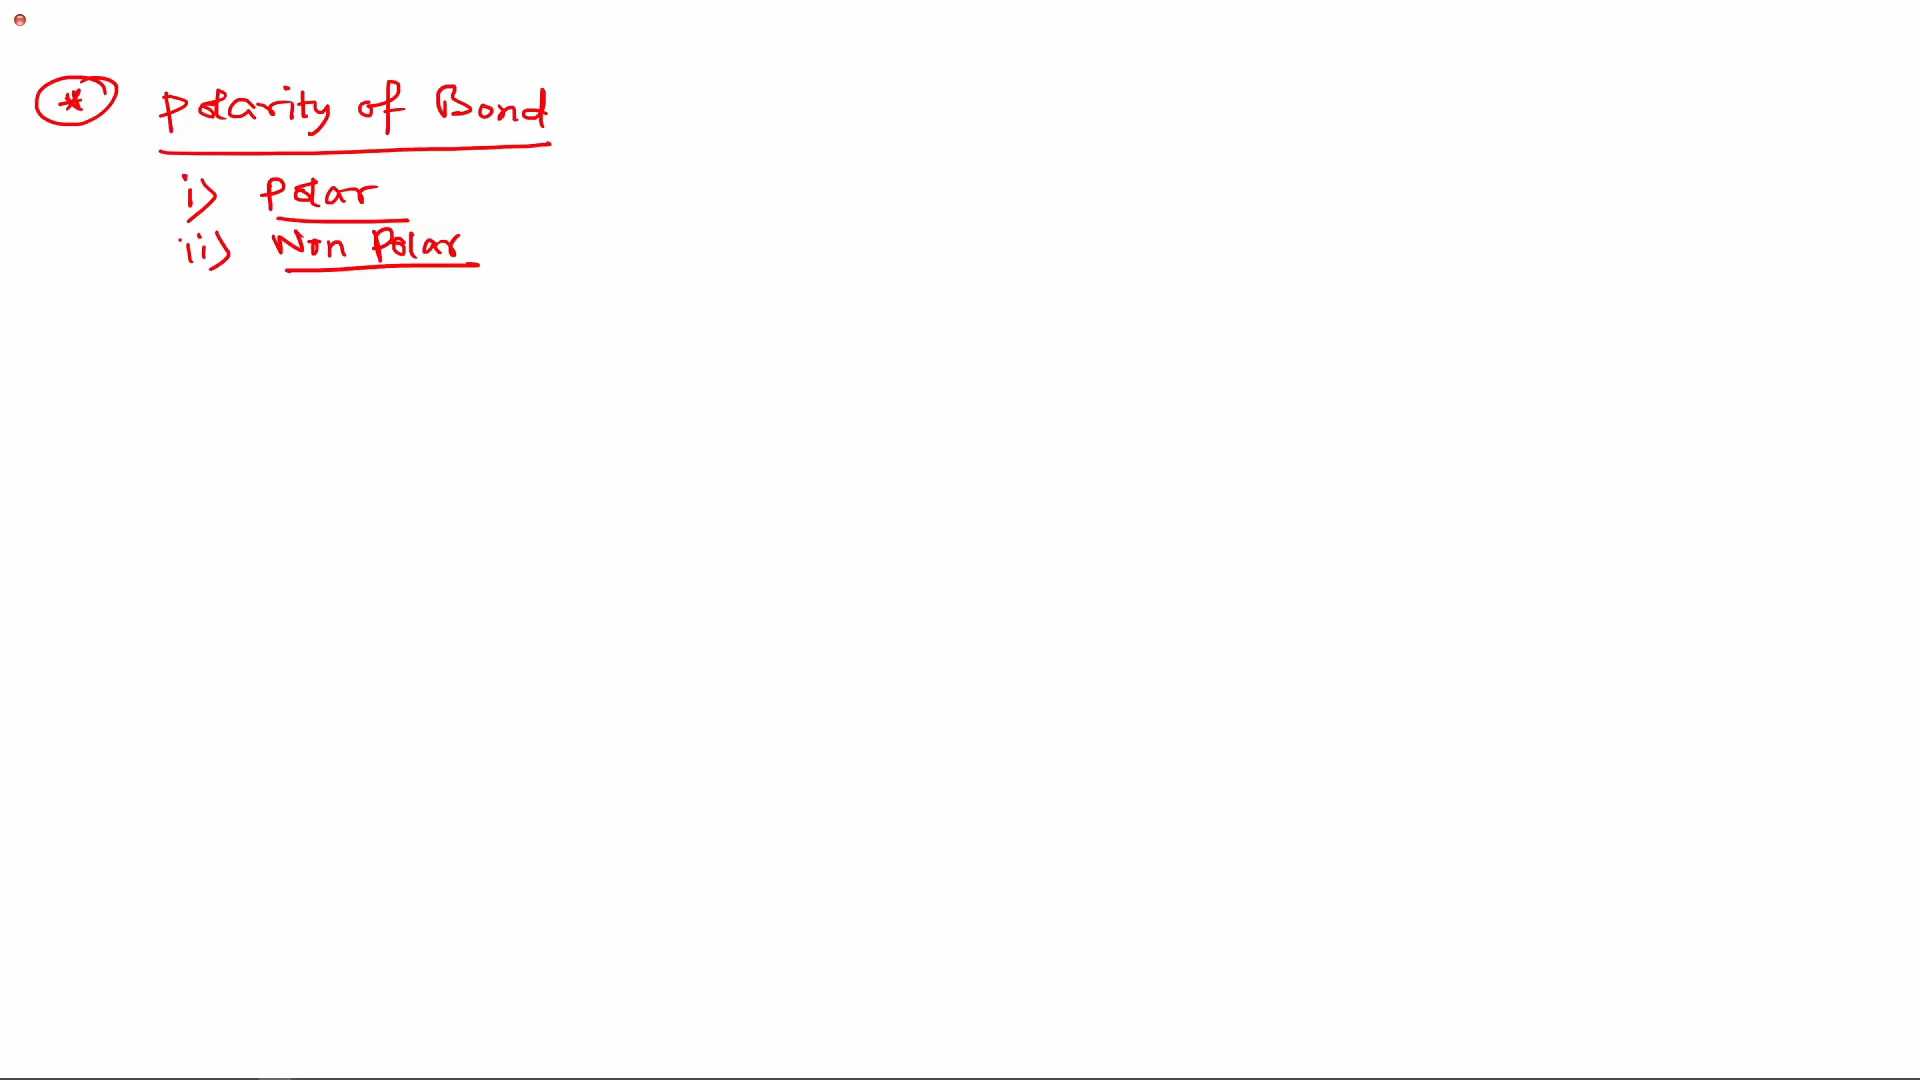 * Polarity of Bond
i) Polar
ii) Non Polar